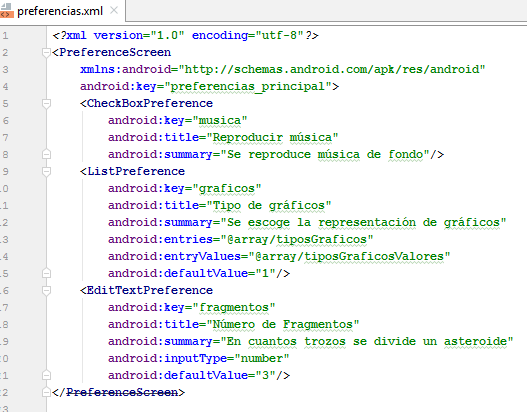 preferencias.xml
1 <?xml version="1.0" encoding="utf-8"?>
2 <PreferenceScreen
3 xmlns:android="http://schemas.android.com/apk/res/android"
4 android:key="preferencias_principal">
5 <CheckBoxPreference
6 android:key="musica"
7 android:title="Reproducir música"
8 android:summary="Se reproduce música de fondo"/>
9 <ListPreference
10 android:key="graficos"
11 android:title="Tipo de gráficos"
12 android:summary="Se escoge la representación de gráficos"
13 android:entries="@array/tiposGraficos"
14 android:entryValues="@array/tiposGraficosValores"
15 android:defaultValue="1"/>
16 <EditTextPreference
17 android:key="fragmentos"
18 android:title="Número de Fragmentos"
19 android:summary="En cuantos trozos se divide un asteroide"
20 android:inputType="number"
21 android:defaultValue="3"/>
22 </PreferenceScreen>